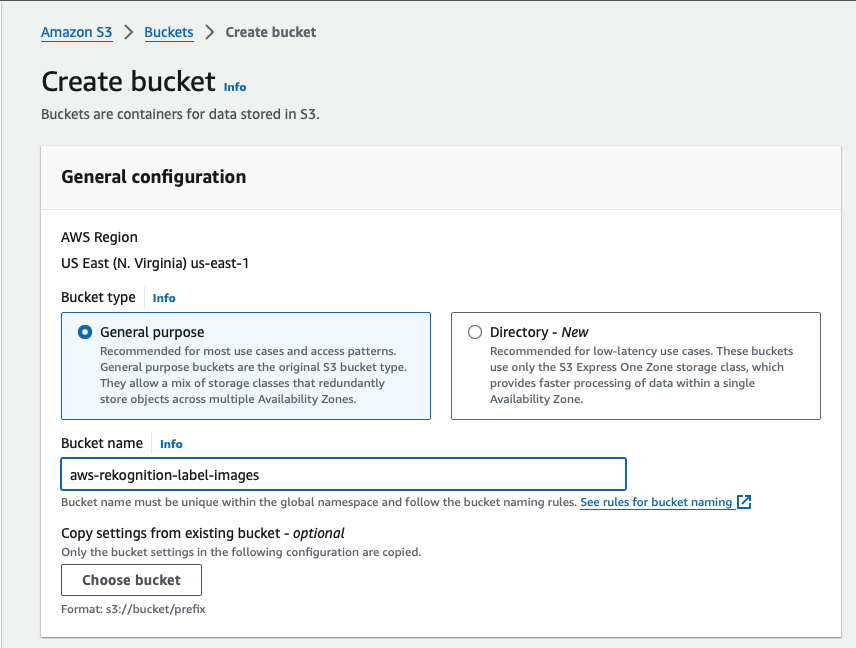 Amazon S3 > Buckets > Create bucket
Create bucket Info
Buckets are containers for data stored in S3.
General configuration
AWS Region
US East (N. Virginia) us-east-1
Bucket type Info
General purpose
Recommended for most use cases and access patterns.
General purpose buckets are the original S3 bucket type.
They allow a mix of storage classes that redundantly
store objects across multiple Availability Zones.
Directory - New
Recommended for low-latency use cases. These buckets
use only the S3 Express One Zone storage class, which
provides faster processing of data within a single
Availability Zone.
Bucket name Info
aws-rekognition-label-images
Bucket name must be unique within the global namespace and follow the bucket naming rules. See rules for bucket naming
Copy settings from existing bucket - optional
Only the bucket settings in the following configuration are copied.
Choose bucket
Format: s3://bucket/prefix